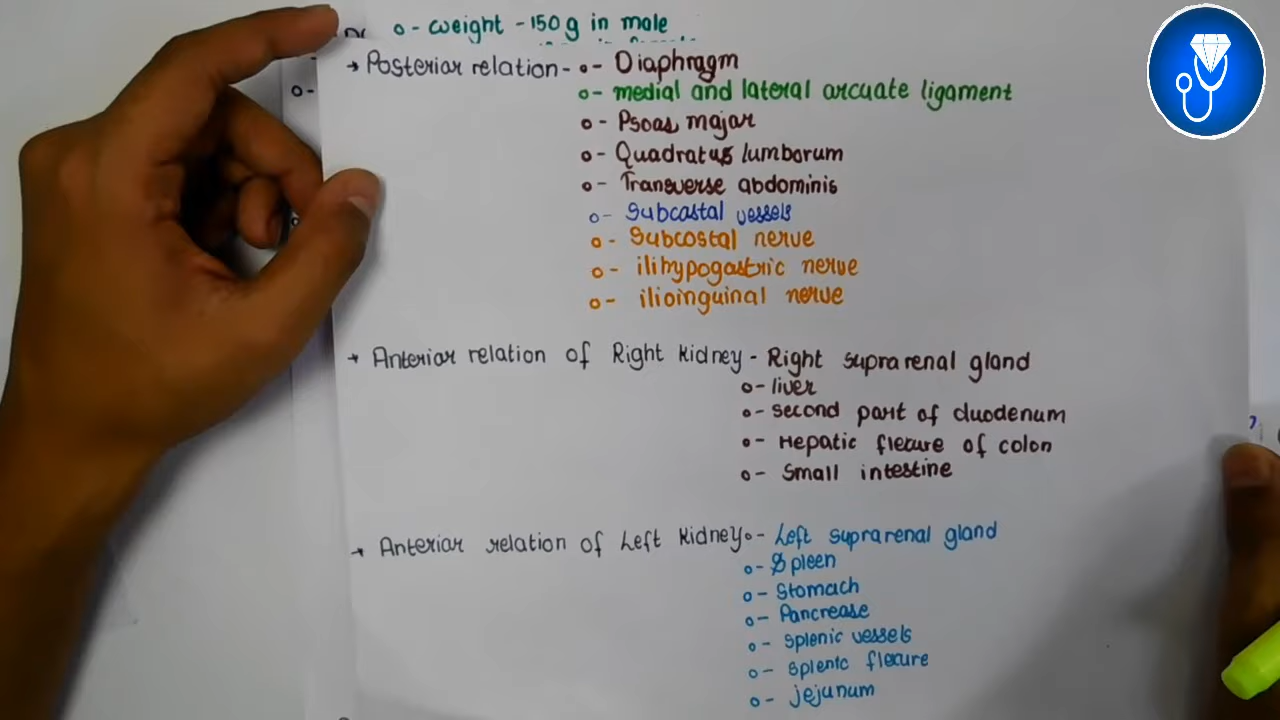 o - weight - 150 g in male
→ Posterior relation - o - Diaphragm
o - medial and lateral arcuate ligament
o - Psoas major
o - Quadratus lumborum
o - Transverse abdominis
o - Subcastal vessels
o - Subcostal nerve
o - ilihypogastric nerve
o - ilioinguinal nerve
→ Anterior relation of Right kidney - Right suprarenal gland
o - liver
o - second part of duodenum
o - Hepatic flexure of colon
o - Small intestine
→ Anterior relation of Left kidney o - Left suprarenal gland
o - Spleen
o - Stomach
o - Pancrease
o - Splenic vessels
o - Splenic flexure
o - jejunum